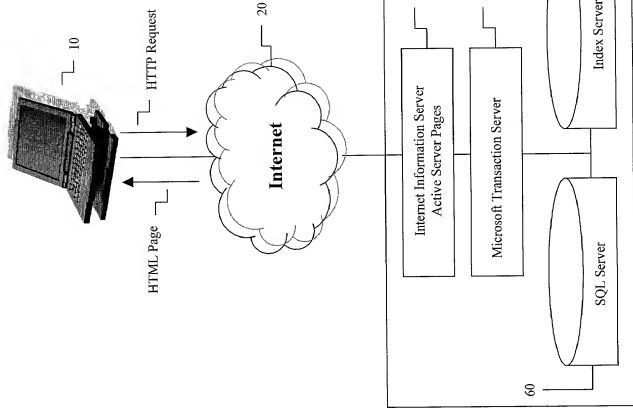 10
HTTP Request
HTML Page
20
Internet
Internet Information Server
Active Server Pages
Microsoft Transaction Server
Index Server
SQL Server
60